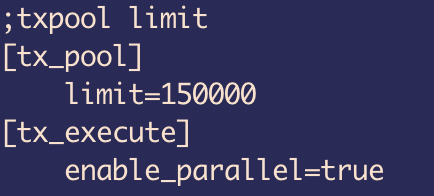 ;txpool limit
[tx_pool]
    limit=150000
[tx_execute]
    enable_parallel=true